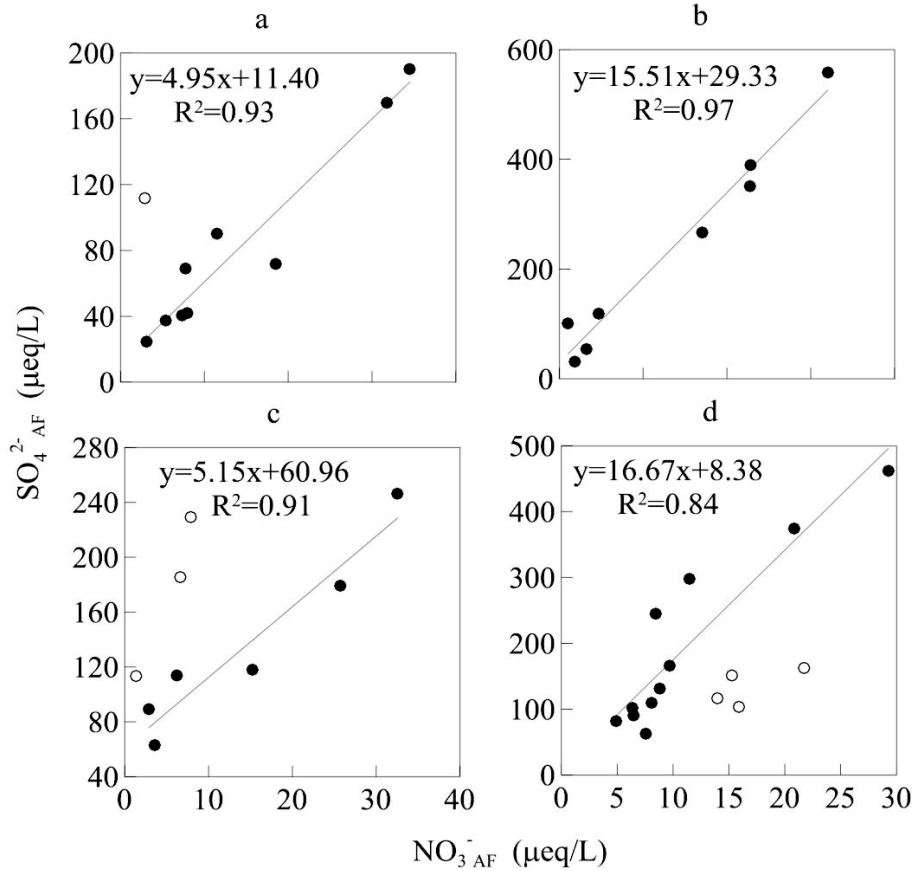 a
200
160
120
80
40
0
y=4.95x+11.40
R²=0.93
b
600
400
200
0
y=15.51x+29.33
R²=0.97
SO₄²⁻AF (µeq/L)
c
280
240
200
160
120
80
40
0 10 20 30 40
y=5.15x+60.96
R²=0.91
d
500
400
300
200
100
0
0 5 10 15 20 25 30
y=16.67x+8.38
R²=0.84
NO₃⁻AF (µeq/L)